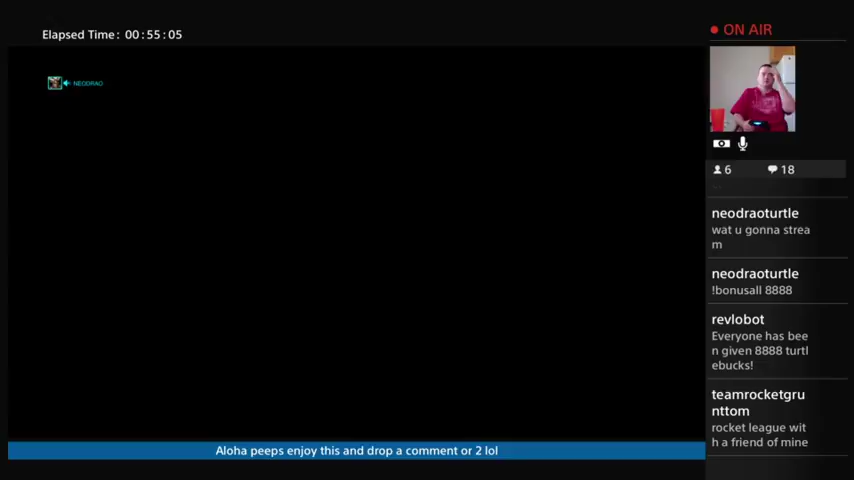 Elapsed Time: 00:55:05
ON AIR
NEODRAO
6
18
neodraoturtle
wat u gonna strea
m
neodraoturtle
!bonusall 8888
revlobot
Everyone has bee
n given 8888 turtl
ebucks!
teamrocketgru
nttom
rocket league wit
h a friend of mine
Aloha peeps enjoy this and drop a comment or 2 lol